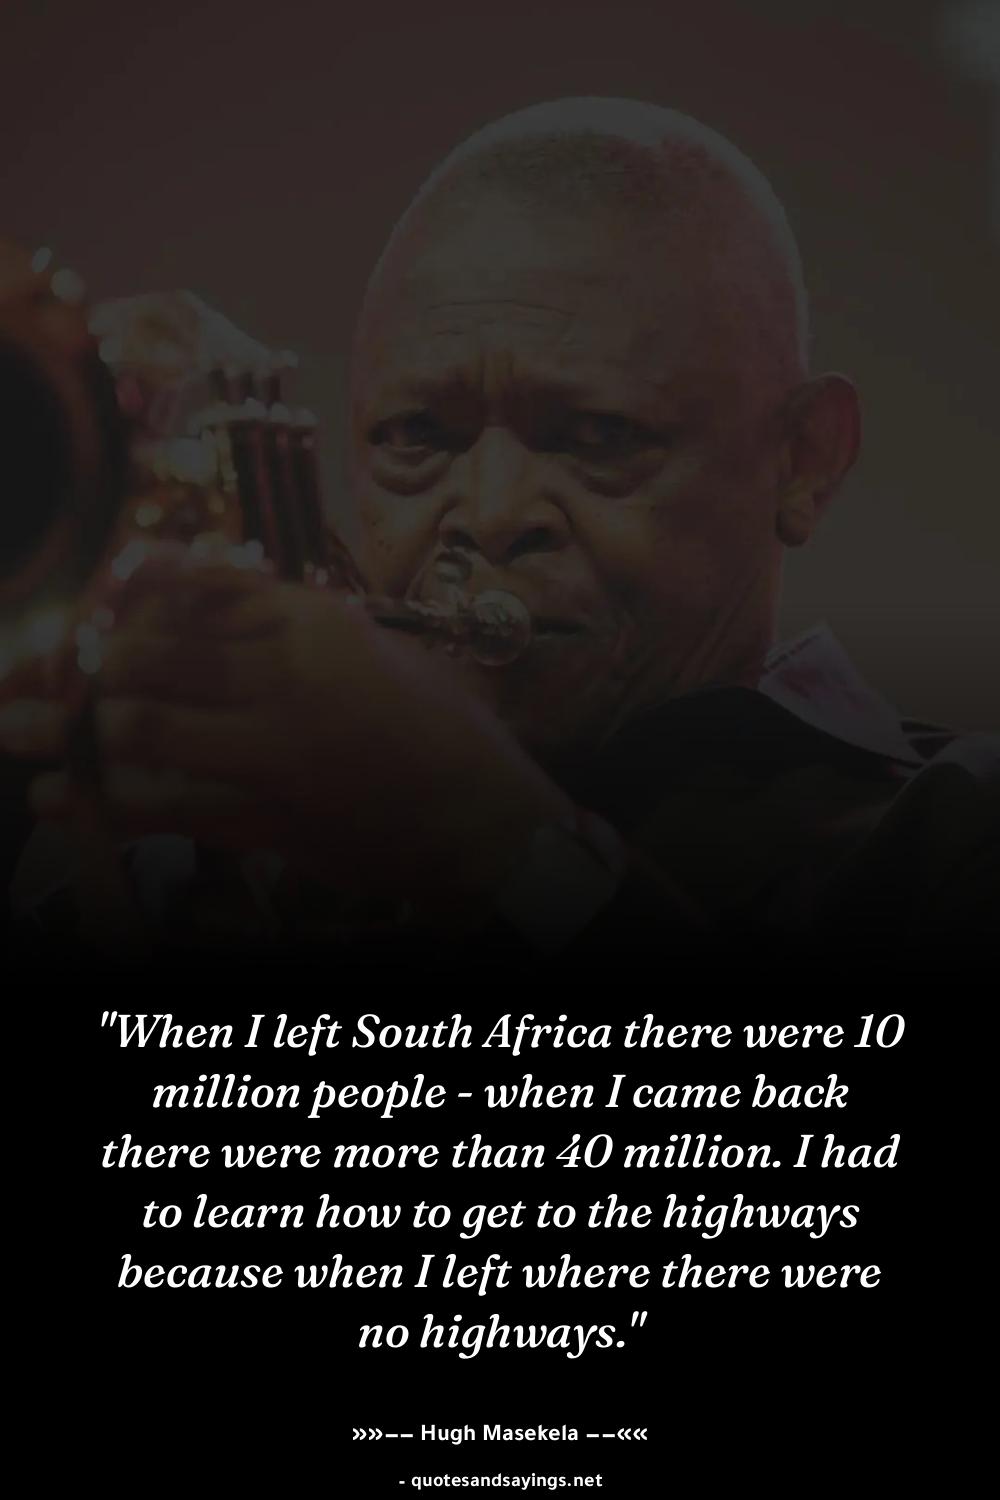 "When I left South Africa there were 10
million people - when I came back
there were more than 40 million. I had
to learn how to get to the highways
because when I left where there were
no highways."
»»–– Hugh Masekela ––««
- quotesandsayings.net